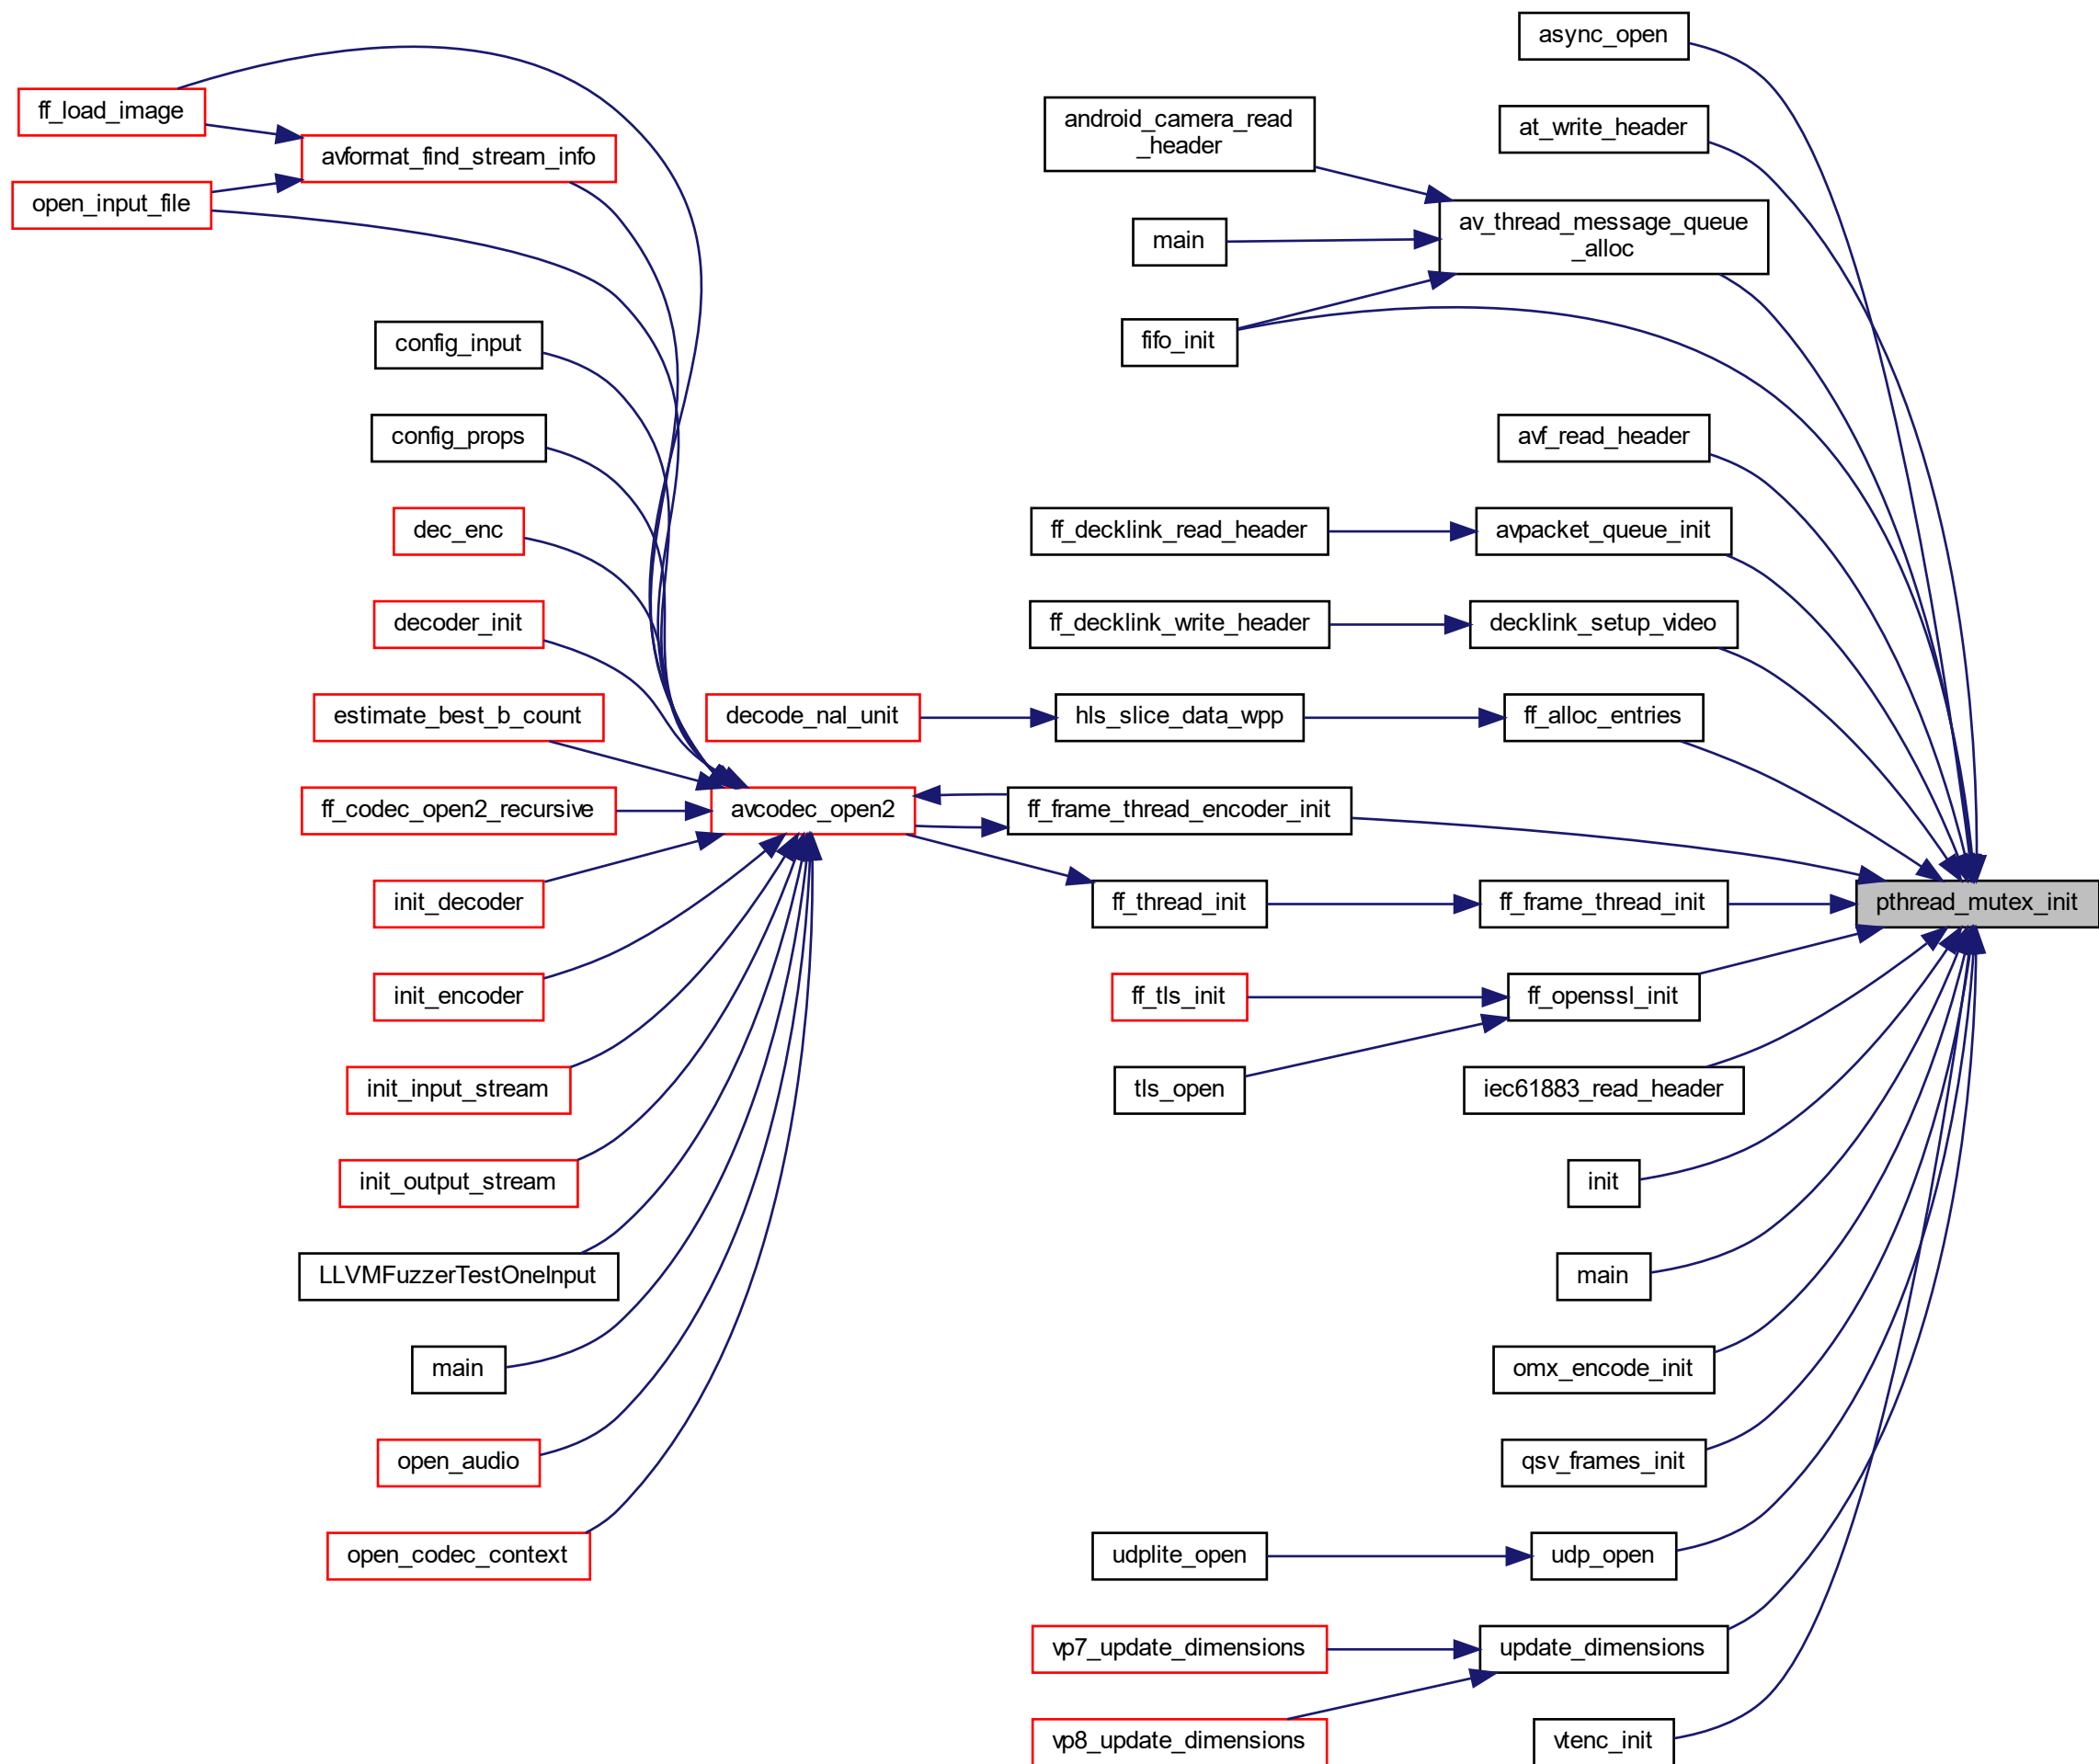 async_open
ff_load_image
android_camera_read
_header
at_write_header
avformat_find_stream_info
open_input_file
main
av_thread_message_queue
_alloc
config_input
fifo_init
config_props
avf_read_header
dec_enc
ff_decklink_read_header
avpacket_queue_init
decoder_init
ff_decklink_write_header
decklink_setup_video
estimate_best_b_count
decode_nal_unit
hls_slice_data_wpp
ff_alloc_entries
ff_codec_open2_recursive
avcodec_open2
ff_frame_thread_encoder_init
init_decoder
ff_thread_init
ff_frame_thread_init
pthread_mutex_init
init_encoder
ff_tls_init
ff_openssl_init
init_input_stream
tls_open
iec61883_read_header
init_output_stream
init
LLVMFuzzerTestOneInput
main
main
omx_encode_init
open_audio
qsv_frames_init
open_codec_context
udplite_open
udp_open
vp7_update_dimensions
update_dimensions
vp8_update_dimensions
vtenc_init